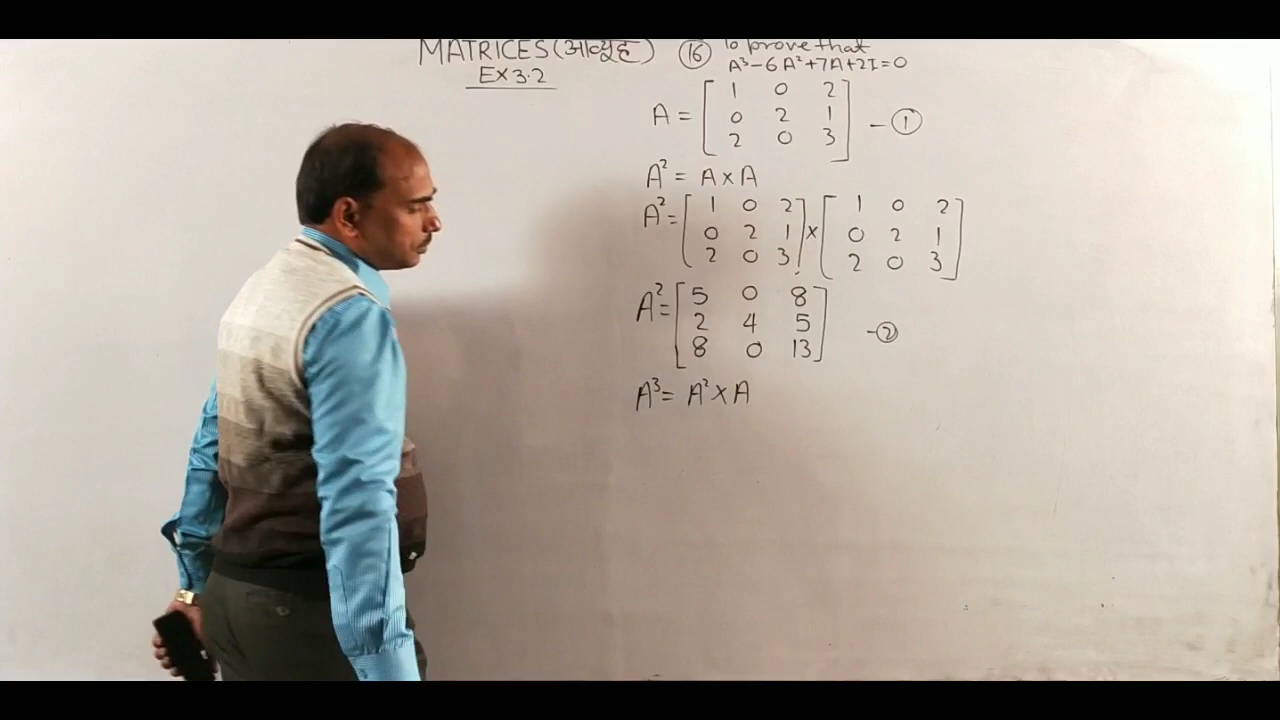 MATRICES (आव्यूह)
EX 3.2
16 To prove that
A³-6A²+7A+2I=0
A = [1 0 2
0 2 1
2 0 3] - 1
A² = A×A
A² = [1 0 2 × [1 0 2
0 2 1 0 2 1
2 0 3] 2 0 3]
A² = [5 0 8
2 4 5 - 2
8 0 13]
A³ = A²×A